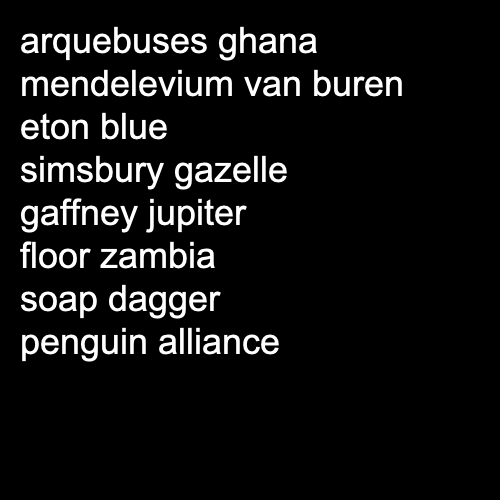 arquebuses ghana
mendelevium van buren
eton blue
simsbury gazelle
gaffney jupiter
floor zambia
soap dagger
penguin alliance